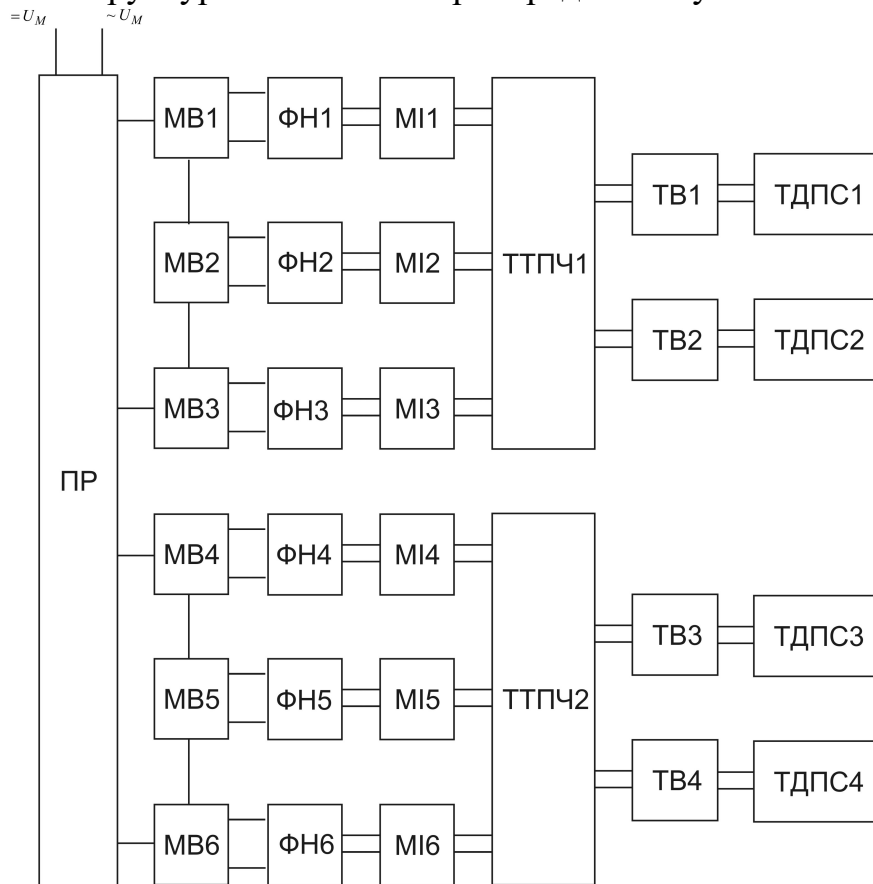 =U_M ~U_M
МВ1 ФН1 МІ1
ТВ1 ТДПС1
МВ2 ФН2 МІ2 ТТПЧ1
ТВ2 ТДПС2
МВ3 ФН3 МІ3
ПР
МВ4 ФН4 МІ4
ТВ3 ТДПС3
МВ5 ФН5 МІ5 ТТПЧ2
ТВ4 ТДПС4
МВ6 ФН6 МІ6